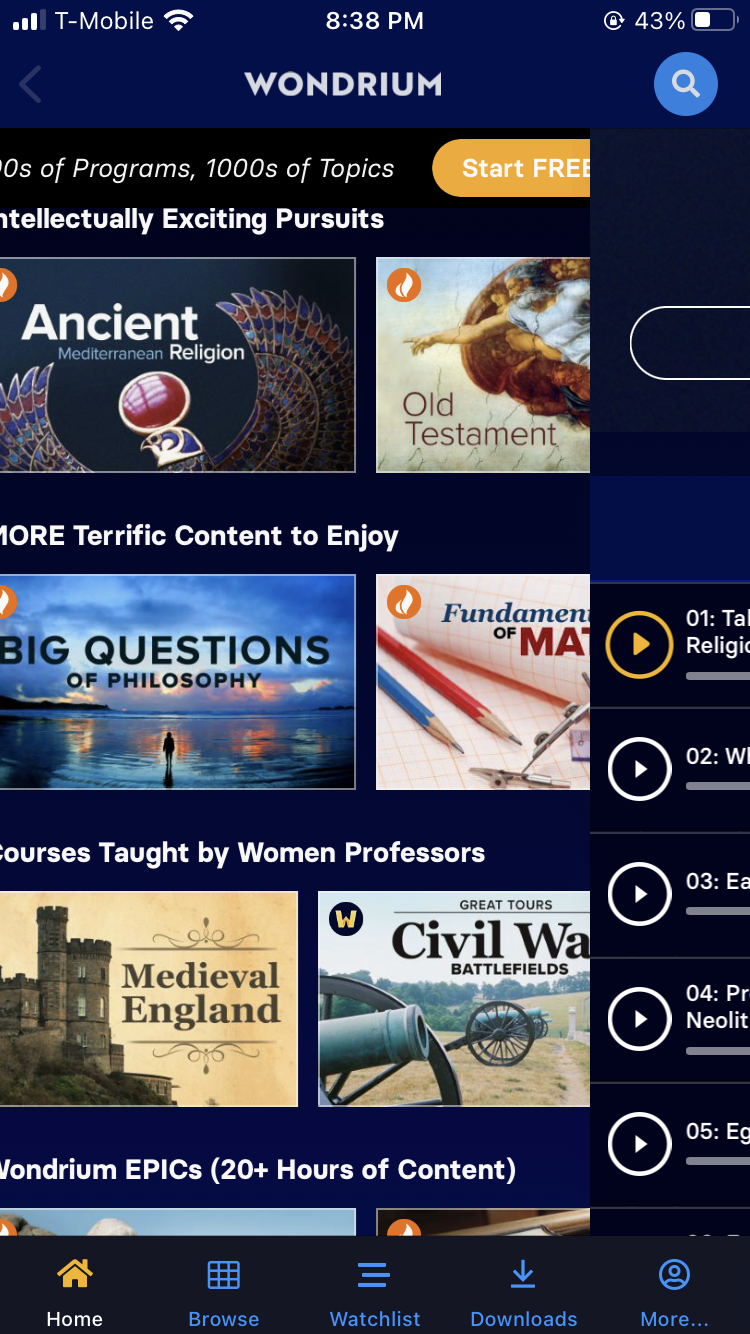 T-Mobile 8:38 PM 43%
WONDRIUM
0s of Programs, 1000s of Topics
Start FREE
ntellectually Exciting Pursuits
Ancient
Mediterranean Religion
Old
Testament
MORE Terrific Content to Enjoy
BIG QUESTIONS
OF PHILOSOPHY
Fundamen
OF MAT
01: Tal
Religio
02: Wh
03: Ea
04: Pr
Neolit
05: Eg
Courses Taught by Women Professors
Medieval
England
W
GREAT TOURS
Civil Wa
BATTLEFIELDS
Wondrium EPICs (20+ Hours of Content)
Home
Browse
Watchlist
Downloads
More...